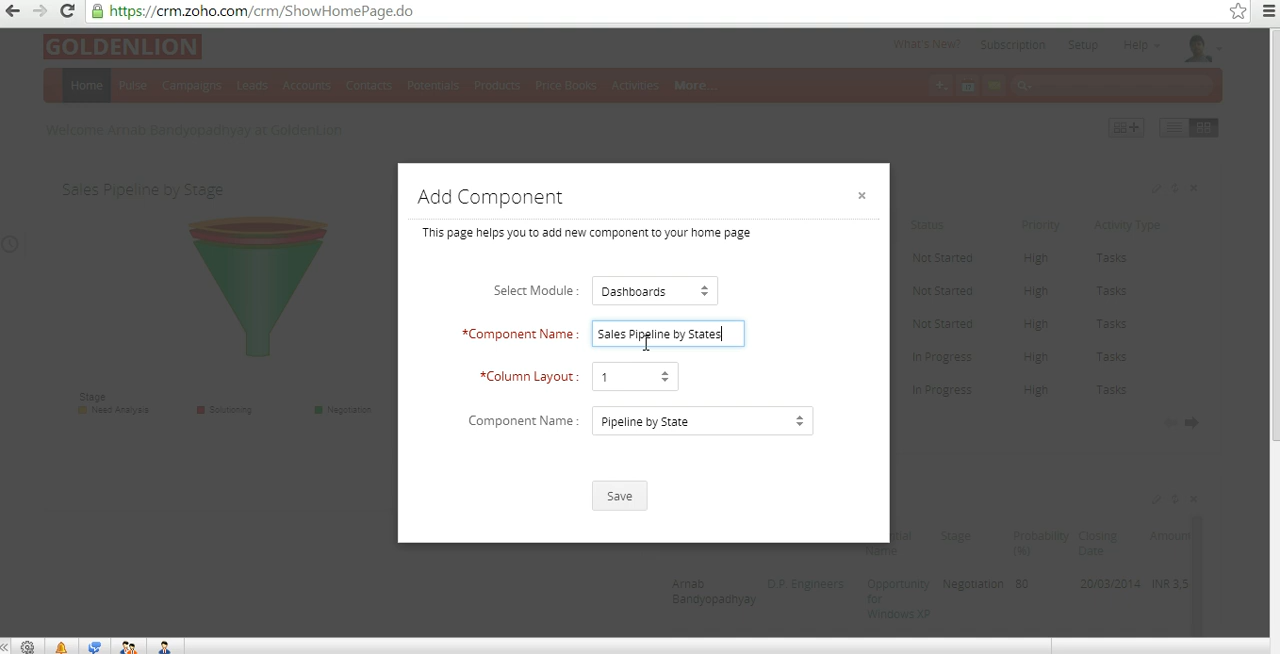 https://crm.zoho.com/crm/ShowHomePage.do
GOLDENLION
What's New? Subscription Setup Help
Home Pulse Campaigns Leads Accounts Contacts Potentials Products Price Books Activities More...
Welcome Arnab Bandyopadhyay at GoldenLion
Sales Pipeline by Stage
Stage
Need Analysis Solutioning Negotiation
Add Component
×
This page helps you to add new component to your home page
Select Module : Dashboards
*Component Name : Sales Pipeline by States
*Column Layout : 1
Component Name : Pipeline by State
Save
Status Priority Activity Type
Not Started High Tasks
Not Started High Tasks
Not Started High Tasks
In Progress High Tasks
In Progress High Tasks
Stage Probability (%) Closing Date Amount
Name
Arnab Bandyopadhyay D.P. Engineers Opportunity for Windows XP Negotiation 80 20/03/2014 INR 3,5